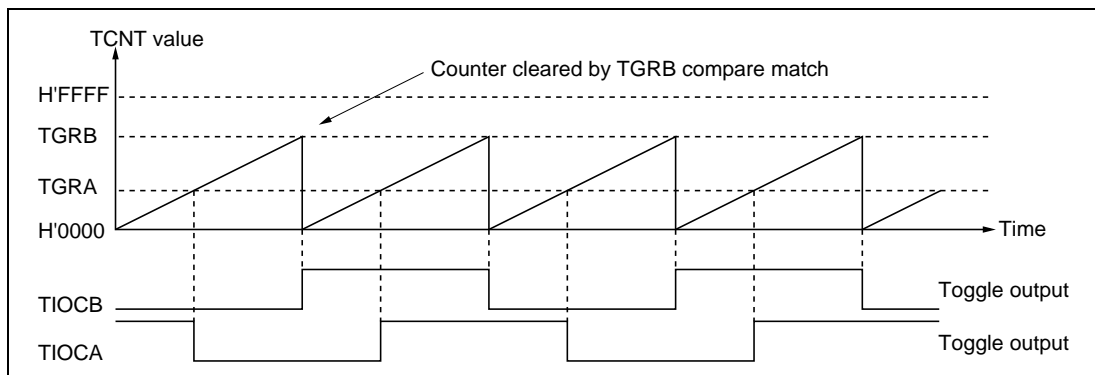 TCNT value
Counter cleared by TGRB compare match
H'FFFF
TGRB
TGRA
H'0000
Time
TIOCB
Toggle output
TIOCA
Toggle output